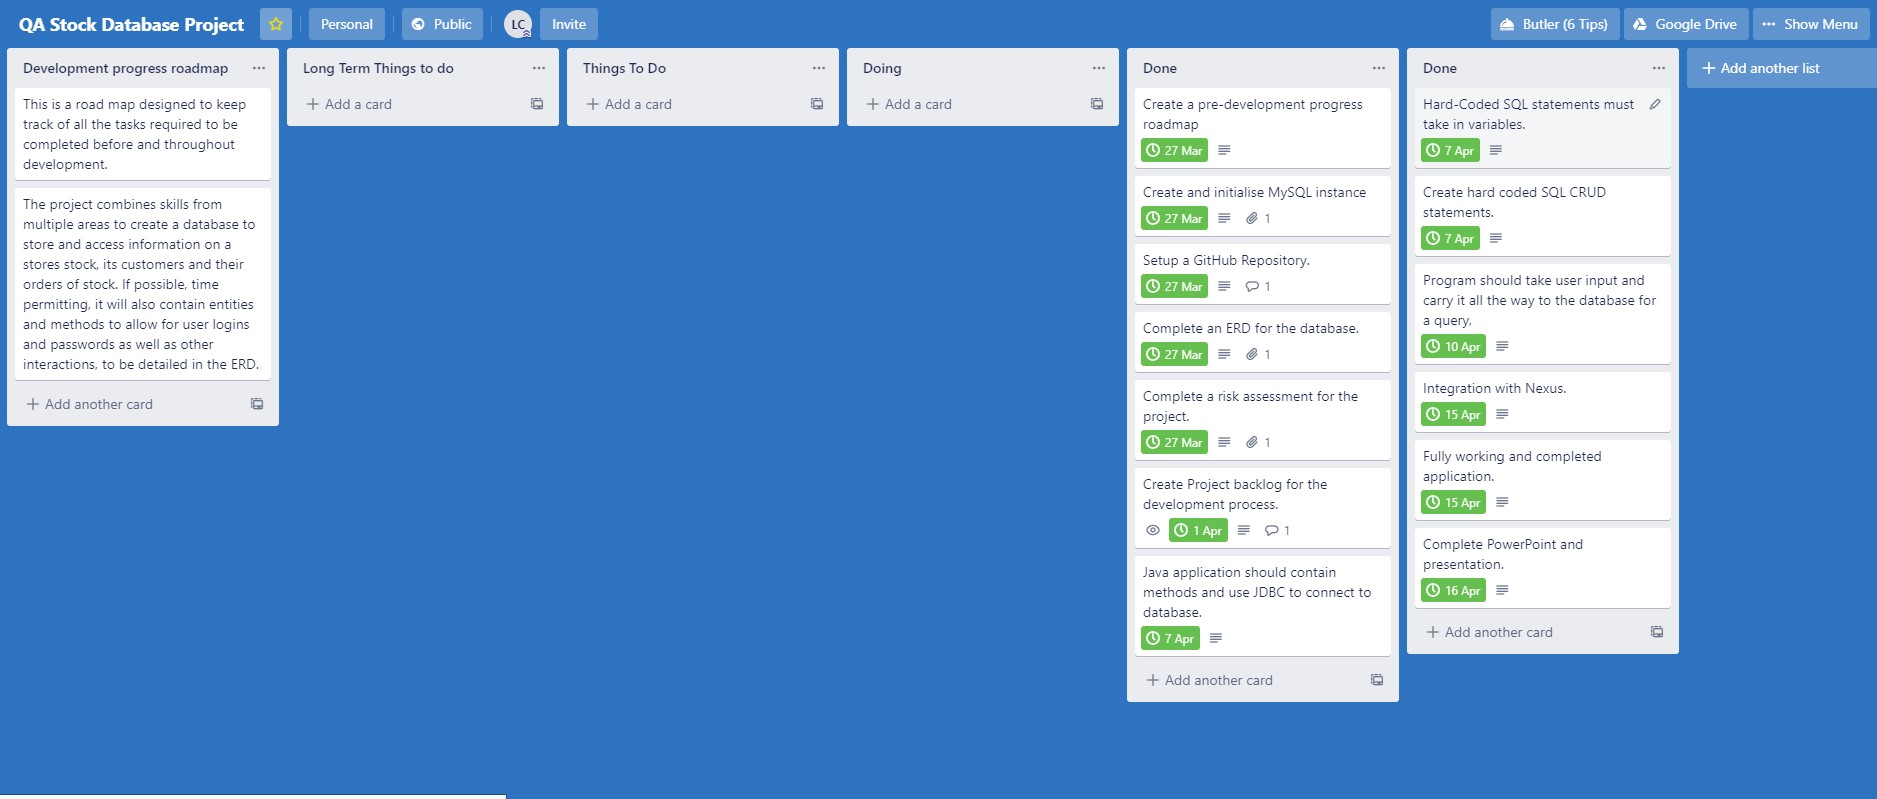 QA Stock Database Project
Personal
Public
LC
Invite
Butler (6 Tips)
Google Drive
Show Menu
Development progress roadmap
This is a road map designed to keep
track of all the tasks required to be
completed before and throughout
development.
The project combines skills from
multiple areas to create a database to
store and access information on a
stores stock, its customers and their
orders of stock. If possible, time
permitting, it will also contain entities
and methods to allow for user logins
and passwords as well as other
interactions, to be detailed in the ERD.
+ Add another card
Long Term Things to do
+ Add a card
Things To Do
+ Add a card
Doing
+ Add a card
Done
Create a pre-development progress
roadmap
27 Mar
Create and initialise MySQL instance
27 Mar
1
Setup a GitHub Repository.
27 Mar
1
Complete an ERD for the database.
27 Mar
1
Complete a risk assessment for the
project.
27 Mar
1
Create Project backlog for the
development process.
1 Apr
1
Java application should contain
methods and use JDBC to connect to
database.
7 Apr
+ Add another card
Done
Hard-Coded SQL statements must
take in variables.
7 Apr
Create hard coded SQL CRUD
statements.
7 Apr
Program should take user input and
carry it all the way to the database for
a query,
10 Apr
Integration with Nexus.
15 Apr
Fully working and completed
application.
15 Apr
Complete PowerPoint and
presentation.
16 Apr
+ Add another card
+ Add another list